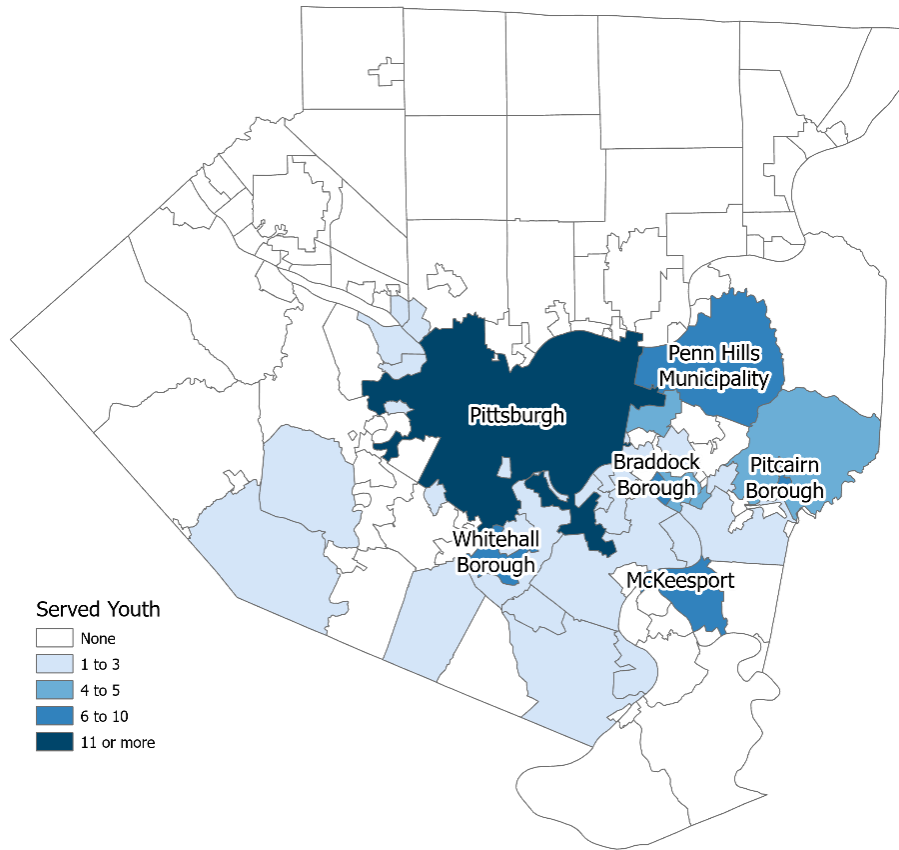 Penn Hills
Municipality
Pittsburgh
Braddock
Borough
Pitcairn
Borough
Whitehall
Borough
McKeesport
Served Youth
None
1 to 3
4 to 5
6 to 10
11 or more